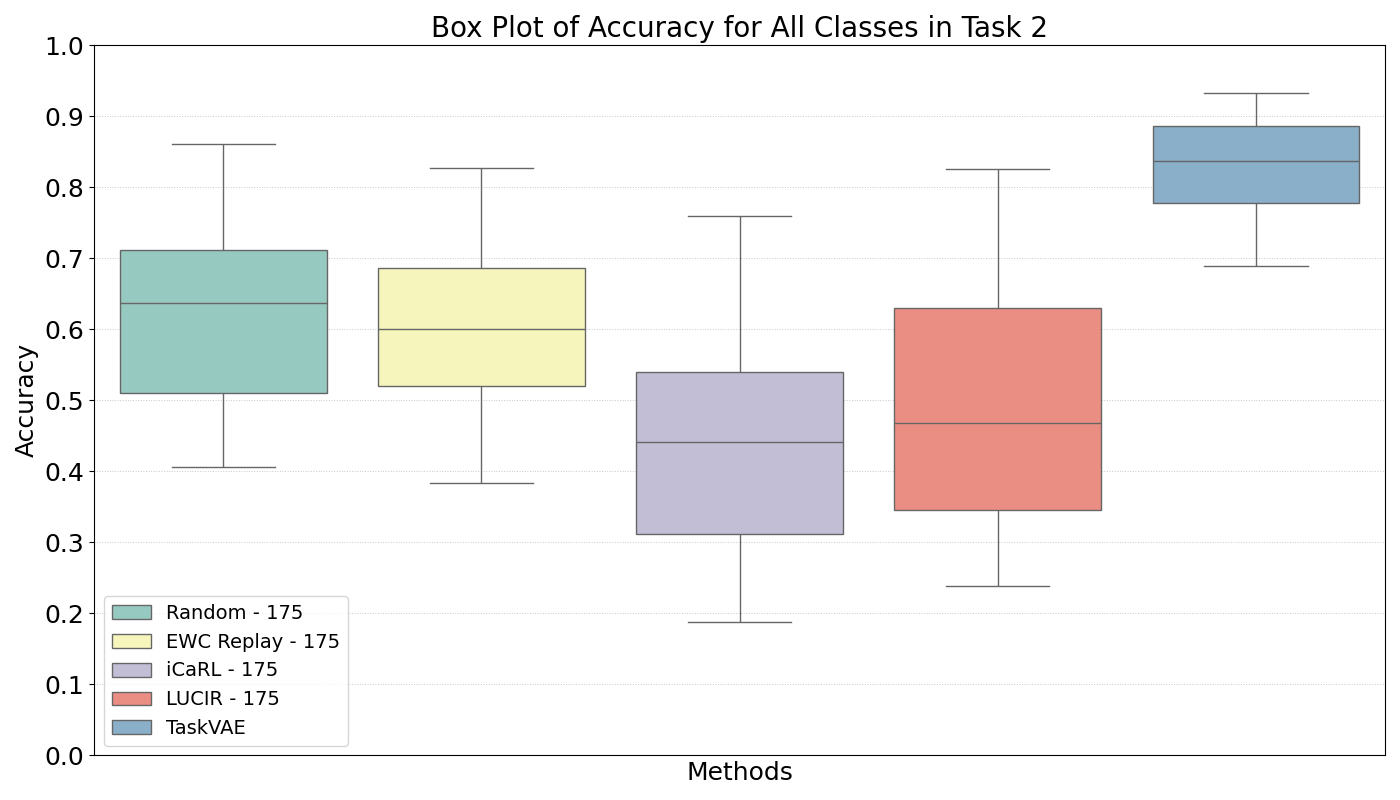 Box Plot of Accuracy for All Classes in Task 2
1.0
0.9
0.8
0.7
0.6
0.5
0.4
0.3
0.2
0.1
0.0
Accuracy
Random - 175
EWC Replay - 175
iCaRL - 175
LUCIR - 175
TaskVAE
Methods